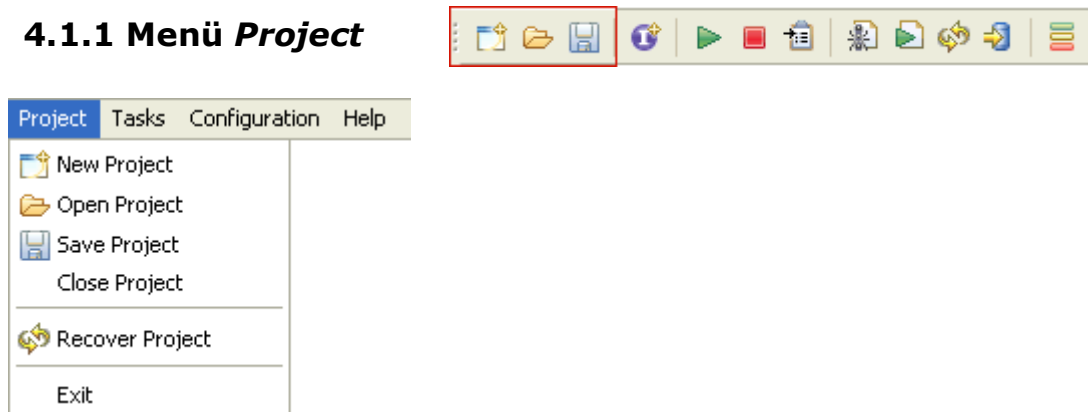 4.1.1 Menü Project
Project Tasks Configuration Help
New Project
Open Project
Save Project
Close Project
Recover Project
Exit